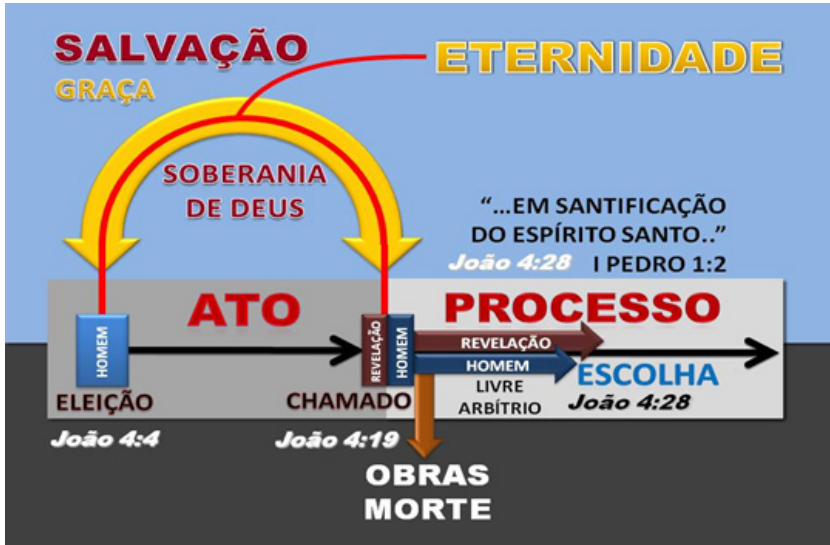 SALVAÇÃO
GRAÇA
ETERNIDADE
SOBERANIA
DE DEUS
“...EM SANTIFICAÇÃO
DO ESPÍRITO SANTO..”
João 4:28 I PEDRO 1:2
ATO
PROCESSO
HOMEM
REVELAÇÃO
HOMEM
REVELAÇÃO
HOMEM
LIVRE
ARBÍTRIO
ESCOLHA
João 4:28
ELEIÇÃO
CHAMADO
João 4:4
João 4:19
OBRAS
MORTE